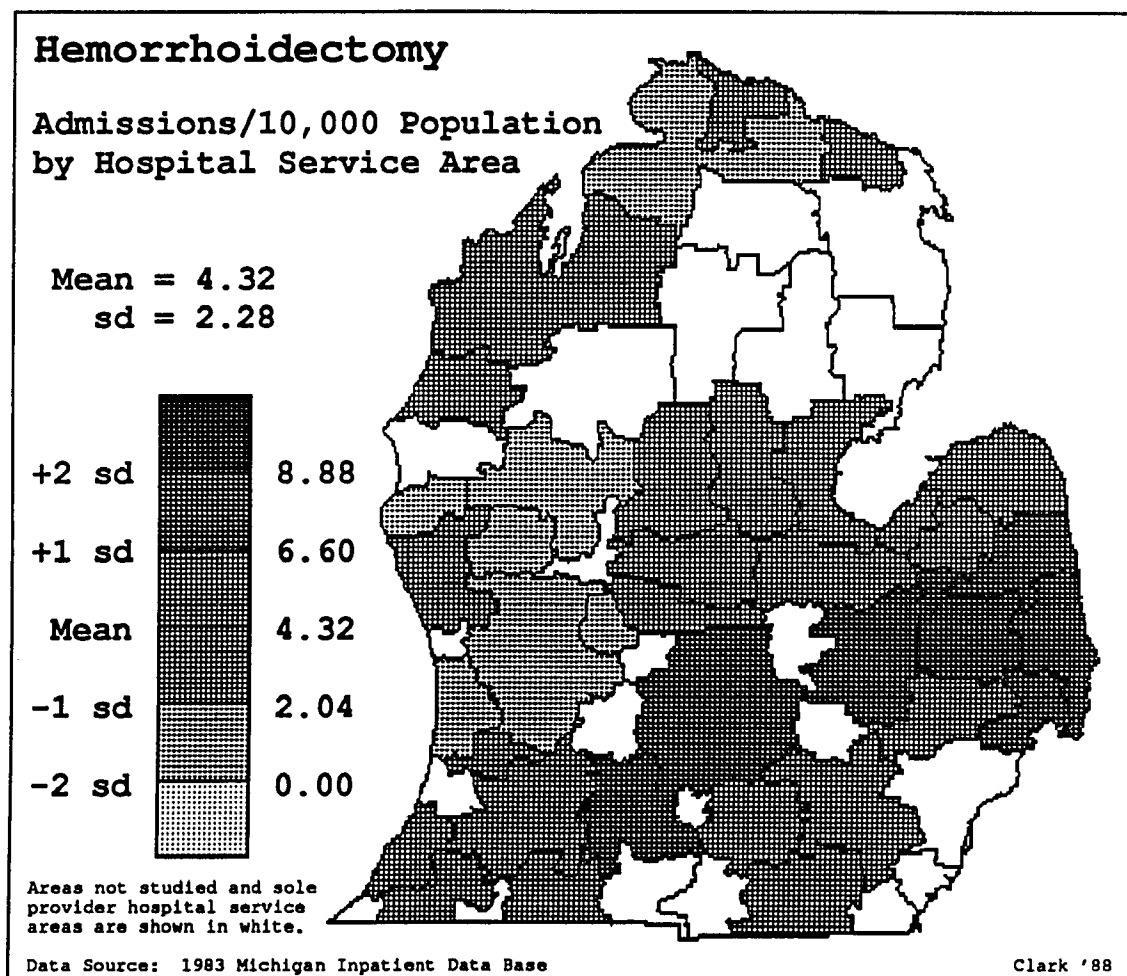 Hemorrhoidectomy
Admissions/10,000 Population
by Hospital Service Area
Mean = 4.32
sd = 2.28
+2 sd 8.88
+1 sd 6.60
Mean 4.32
-1 sd 2.04
-2 sd 0.00
Areas not studied and sole
provider hospital service
areas are shown in white.
Data Source: 1983 Michigan Inpatient Data Base
Clark '88